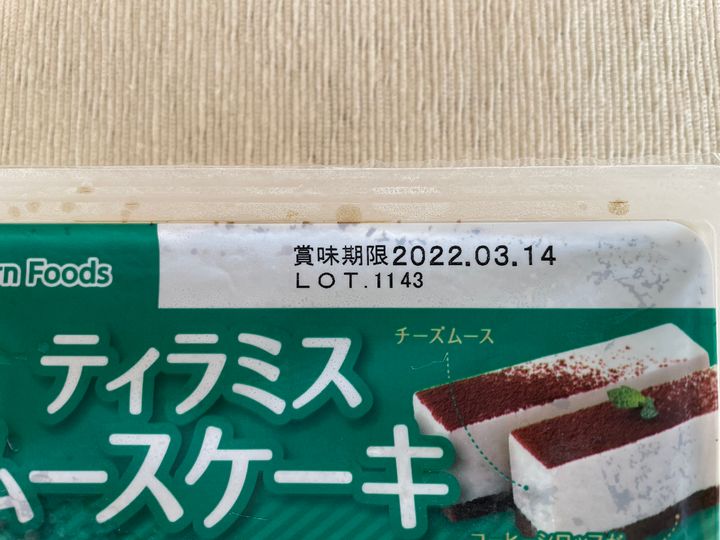 賞味期限2022.03.14
LOT.1143
rn Foods
チーズムース
ティラミス
ムースケーキ